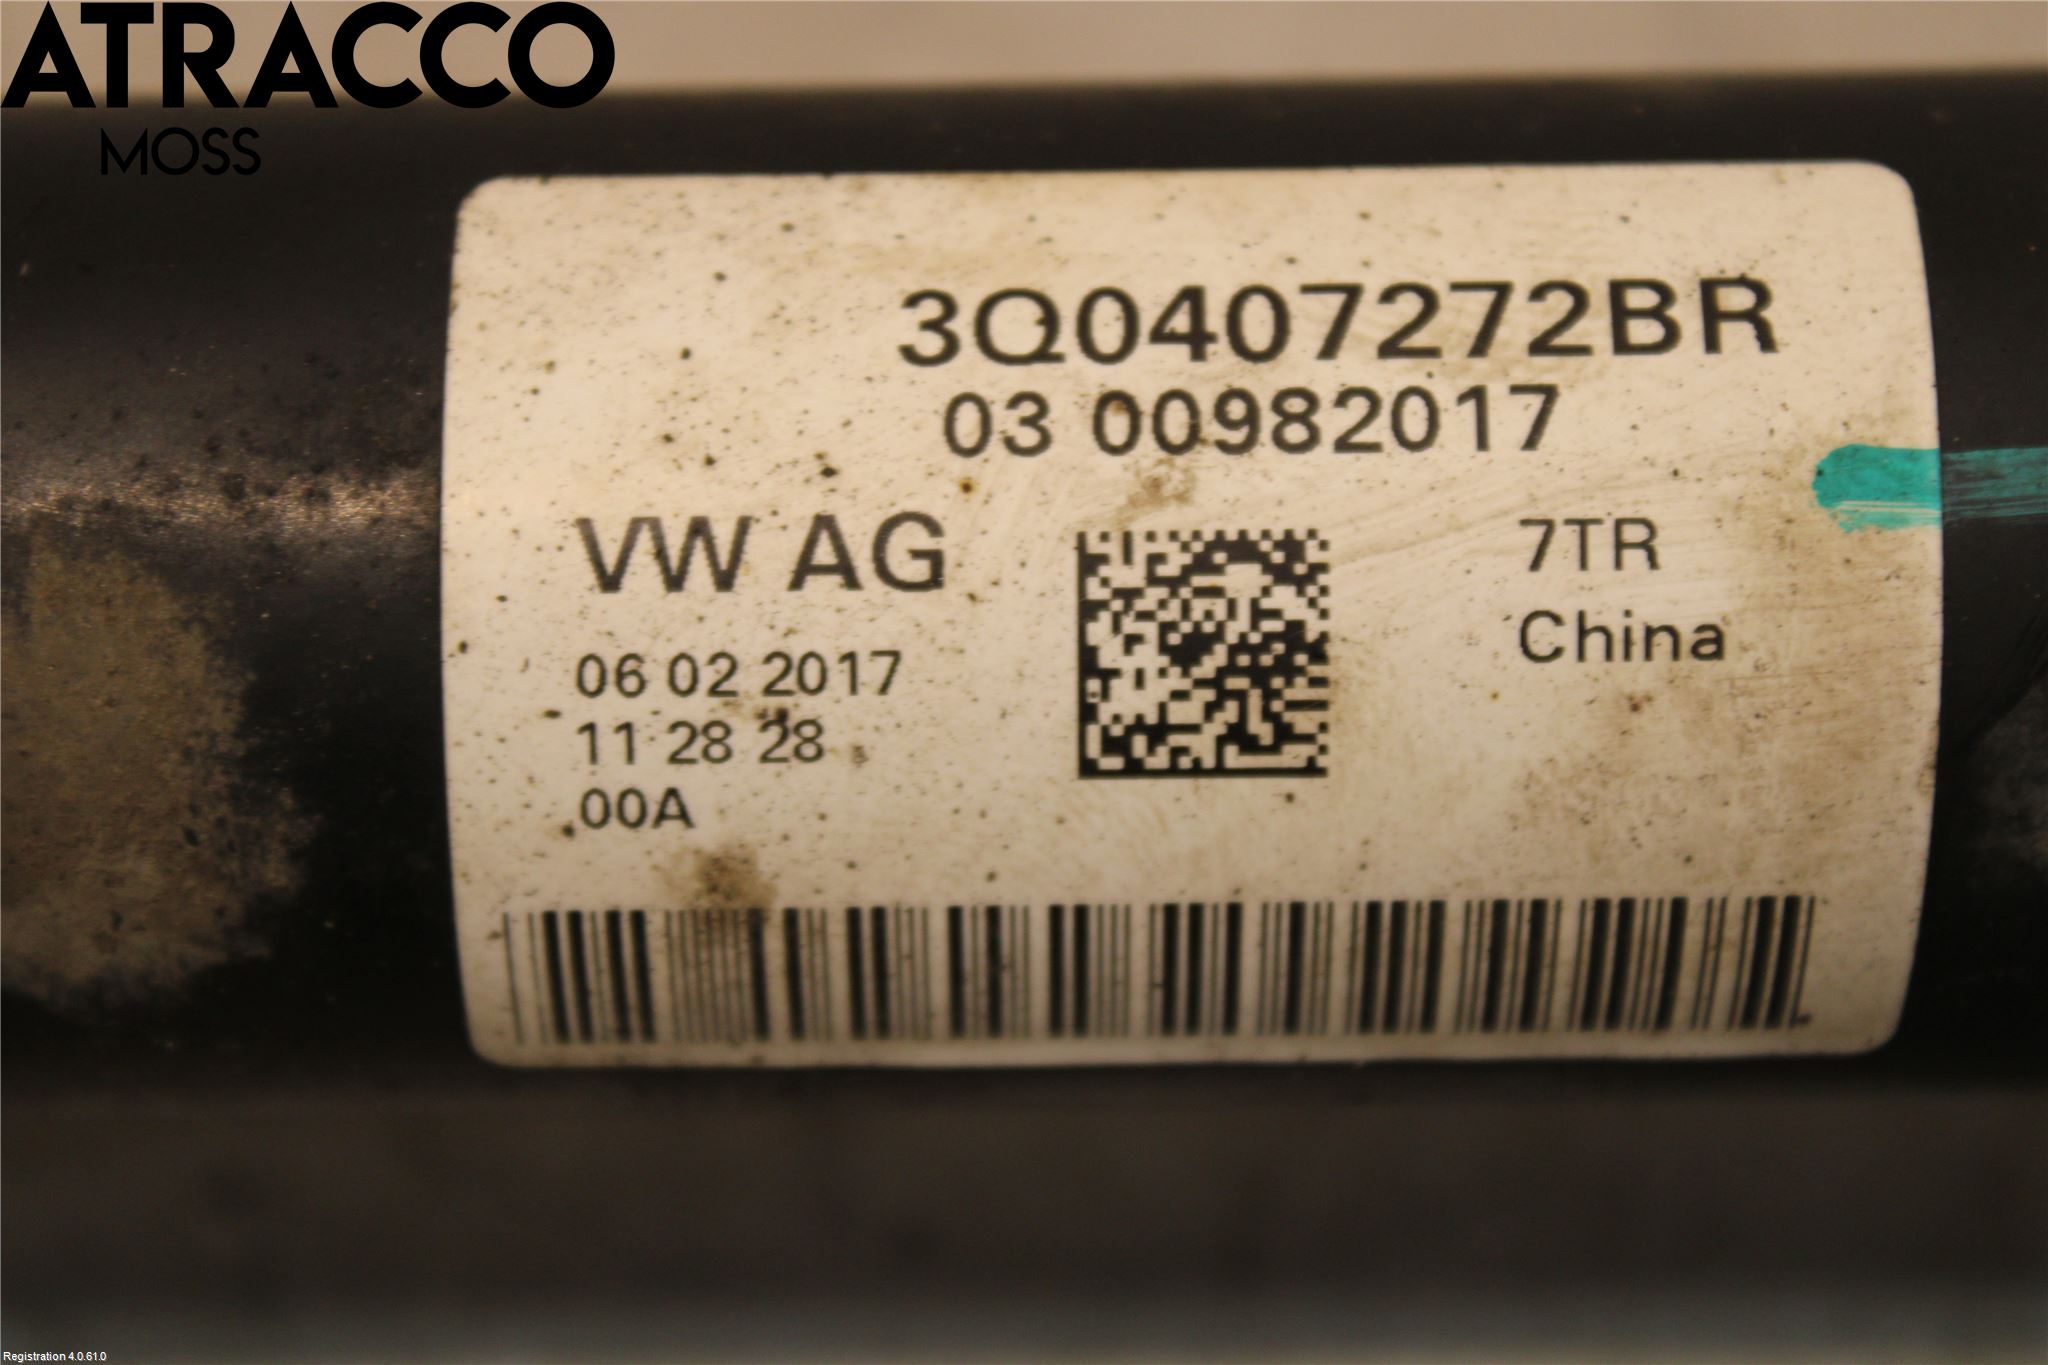 ATRACCO
MOSS
3Q0407272BR
03 00982017
VW AG
7TR
China
06 02 2017
11 28 28
00A
Registration 4.0.61.0